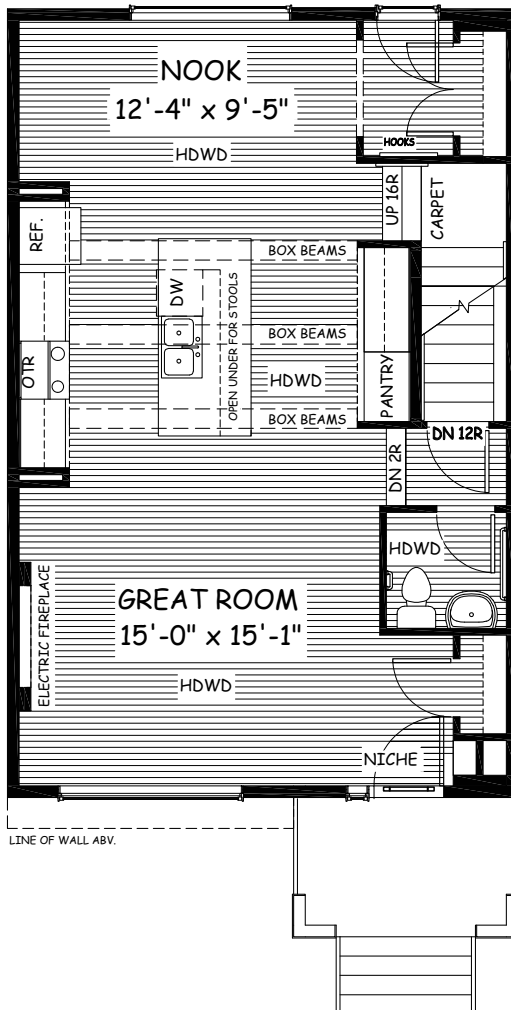 NOOK
12'-4" x 9'-5"
HDWD
HOOKS
UP 16R
CARPET
REF.
BOX BEAMS
DW
OPEN UNDER FOR STOOLS
BOX BEAMS
OTR
HDWD
PANTRY
BOX BEAMS
DN 12R
DN 2R
HDWD
ELECTRIC FIREPLACE
GREAT ROOM
15'-0" x 15'-1"
HDWD
NICHE
LINE OF WALL ABV.